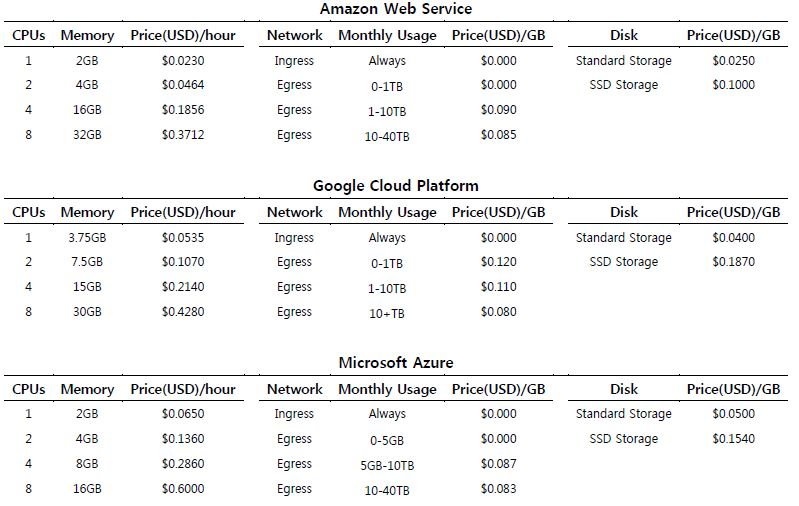 Amazon Web Service
CPUs Memory Price(USD)/hour Network Monthly Usage Price(USD)/GB Disk Price(USD)/GB
1 2GB $0.0230 Ingress Always $0.000 Standard Storage $0.0250
2 4GB $0.0464 Egress 0-1TB $0.000 SSD Storage $0.1000
4 16GB $0.1856 Egress 1-10TB $0.090
8 32GB $0.3712 Egress 10-40TB $0.085
Google Cloud Platform
CPUs Memory Price(USD)/hour Network Monthly Usage Price(USD)/GB Disk Price(USD)/GB
1 3.75GB $0.0535 Ingress Always $0.000 Standard Storage $0.0400
2 7.5GB $0.1070 Egress 0-1TB $0.120 SSD Storage $0.1870
4 15GB $0.2140 Egress 1-10TB $0.110
8 30GB $0.4280 Egress 10+TB $0.080
Microsoft Azure
CPUs Memory Price(USD)/hour Network Monthly Usage Price(USD)/GB Disk Price(USD)/GB
1 2GB $0.0650 Ingress Always $0.000 Standard Storage $0.0500
2 4GB $0.1360 Egress 0-5GB $0.000 SSD Storage $0.1540
4 8GB $0.2860 Egress 5GB-10TB $0.087
8 16GB $0.6000 Egress 10-40TB $0.083